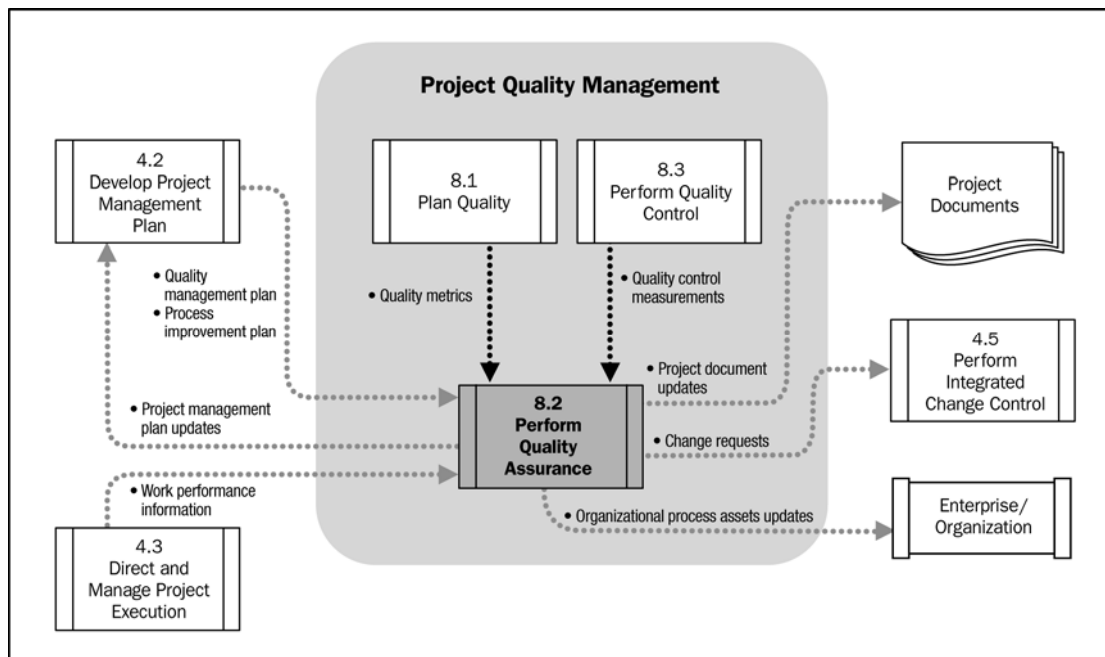 Project Quality Management
4.2
Develop Project
Management
Plan
8.1
Plan Quality
8.3
Perform Quality
Control
Project
Documents
• Quality
management plan
• Process
improvement plan
• Quality metrics
• Quality control
measurements
4.5
Perform
Integrated
Change Control
• Project document
updates
8.2
Perform
Quality
Assurance
• Project management
plan updates
• Change requests
• Work performance
information
• Organizational process assets updates
Enterprise/
Organization
4.3
Direct and
Manage Project
Execution